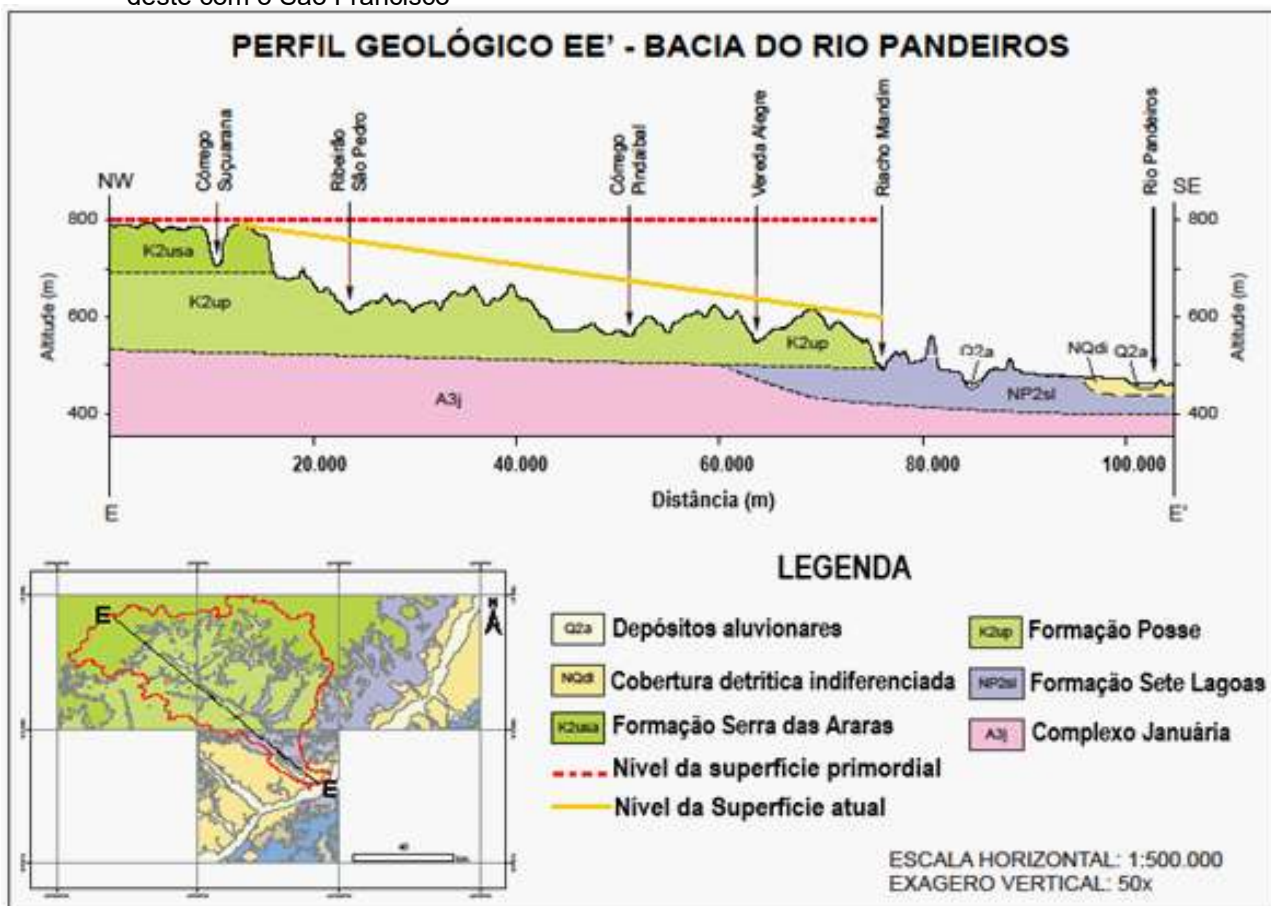 deste com o São Francisco
PERFIL GEOLÓGICO EE' - BACIA DO RIO PANDEIROS
NW
Córrego
Suçuarana
Ribeirão
São Pedro
Córrego
Pindaibal
Vereda Alegre
Riacho Mandim
Rio Pandeiros
SE
800
600
400
Altitude (m)
800
600
400
Altitude (m)
K2usa
K2up
K2up
A3j
NP2sl
Q2a
NQdi
Q2a
20.000
40.000
60.000
80.000
100.000
Distância (m)
E
E'
LEGENDA
Q2a Depósitos aluvionares
NQdi Cobertura detrítica indiferenciada
K2usa Formação Serra das Araras
K2up Formação Posse
NP2sl Formação Sete Lagoas
A3j Complexo Januária
Nível da superfície primordial
Nível da Superfície atual
E
E'
N
ESCALA HORIZONTAL: 1:500.000
EXAGERO VERTICAL: 50x